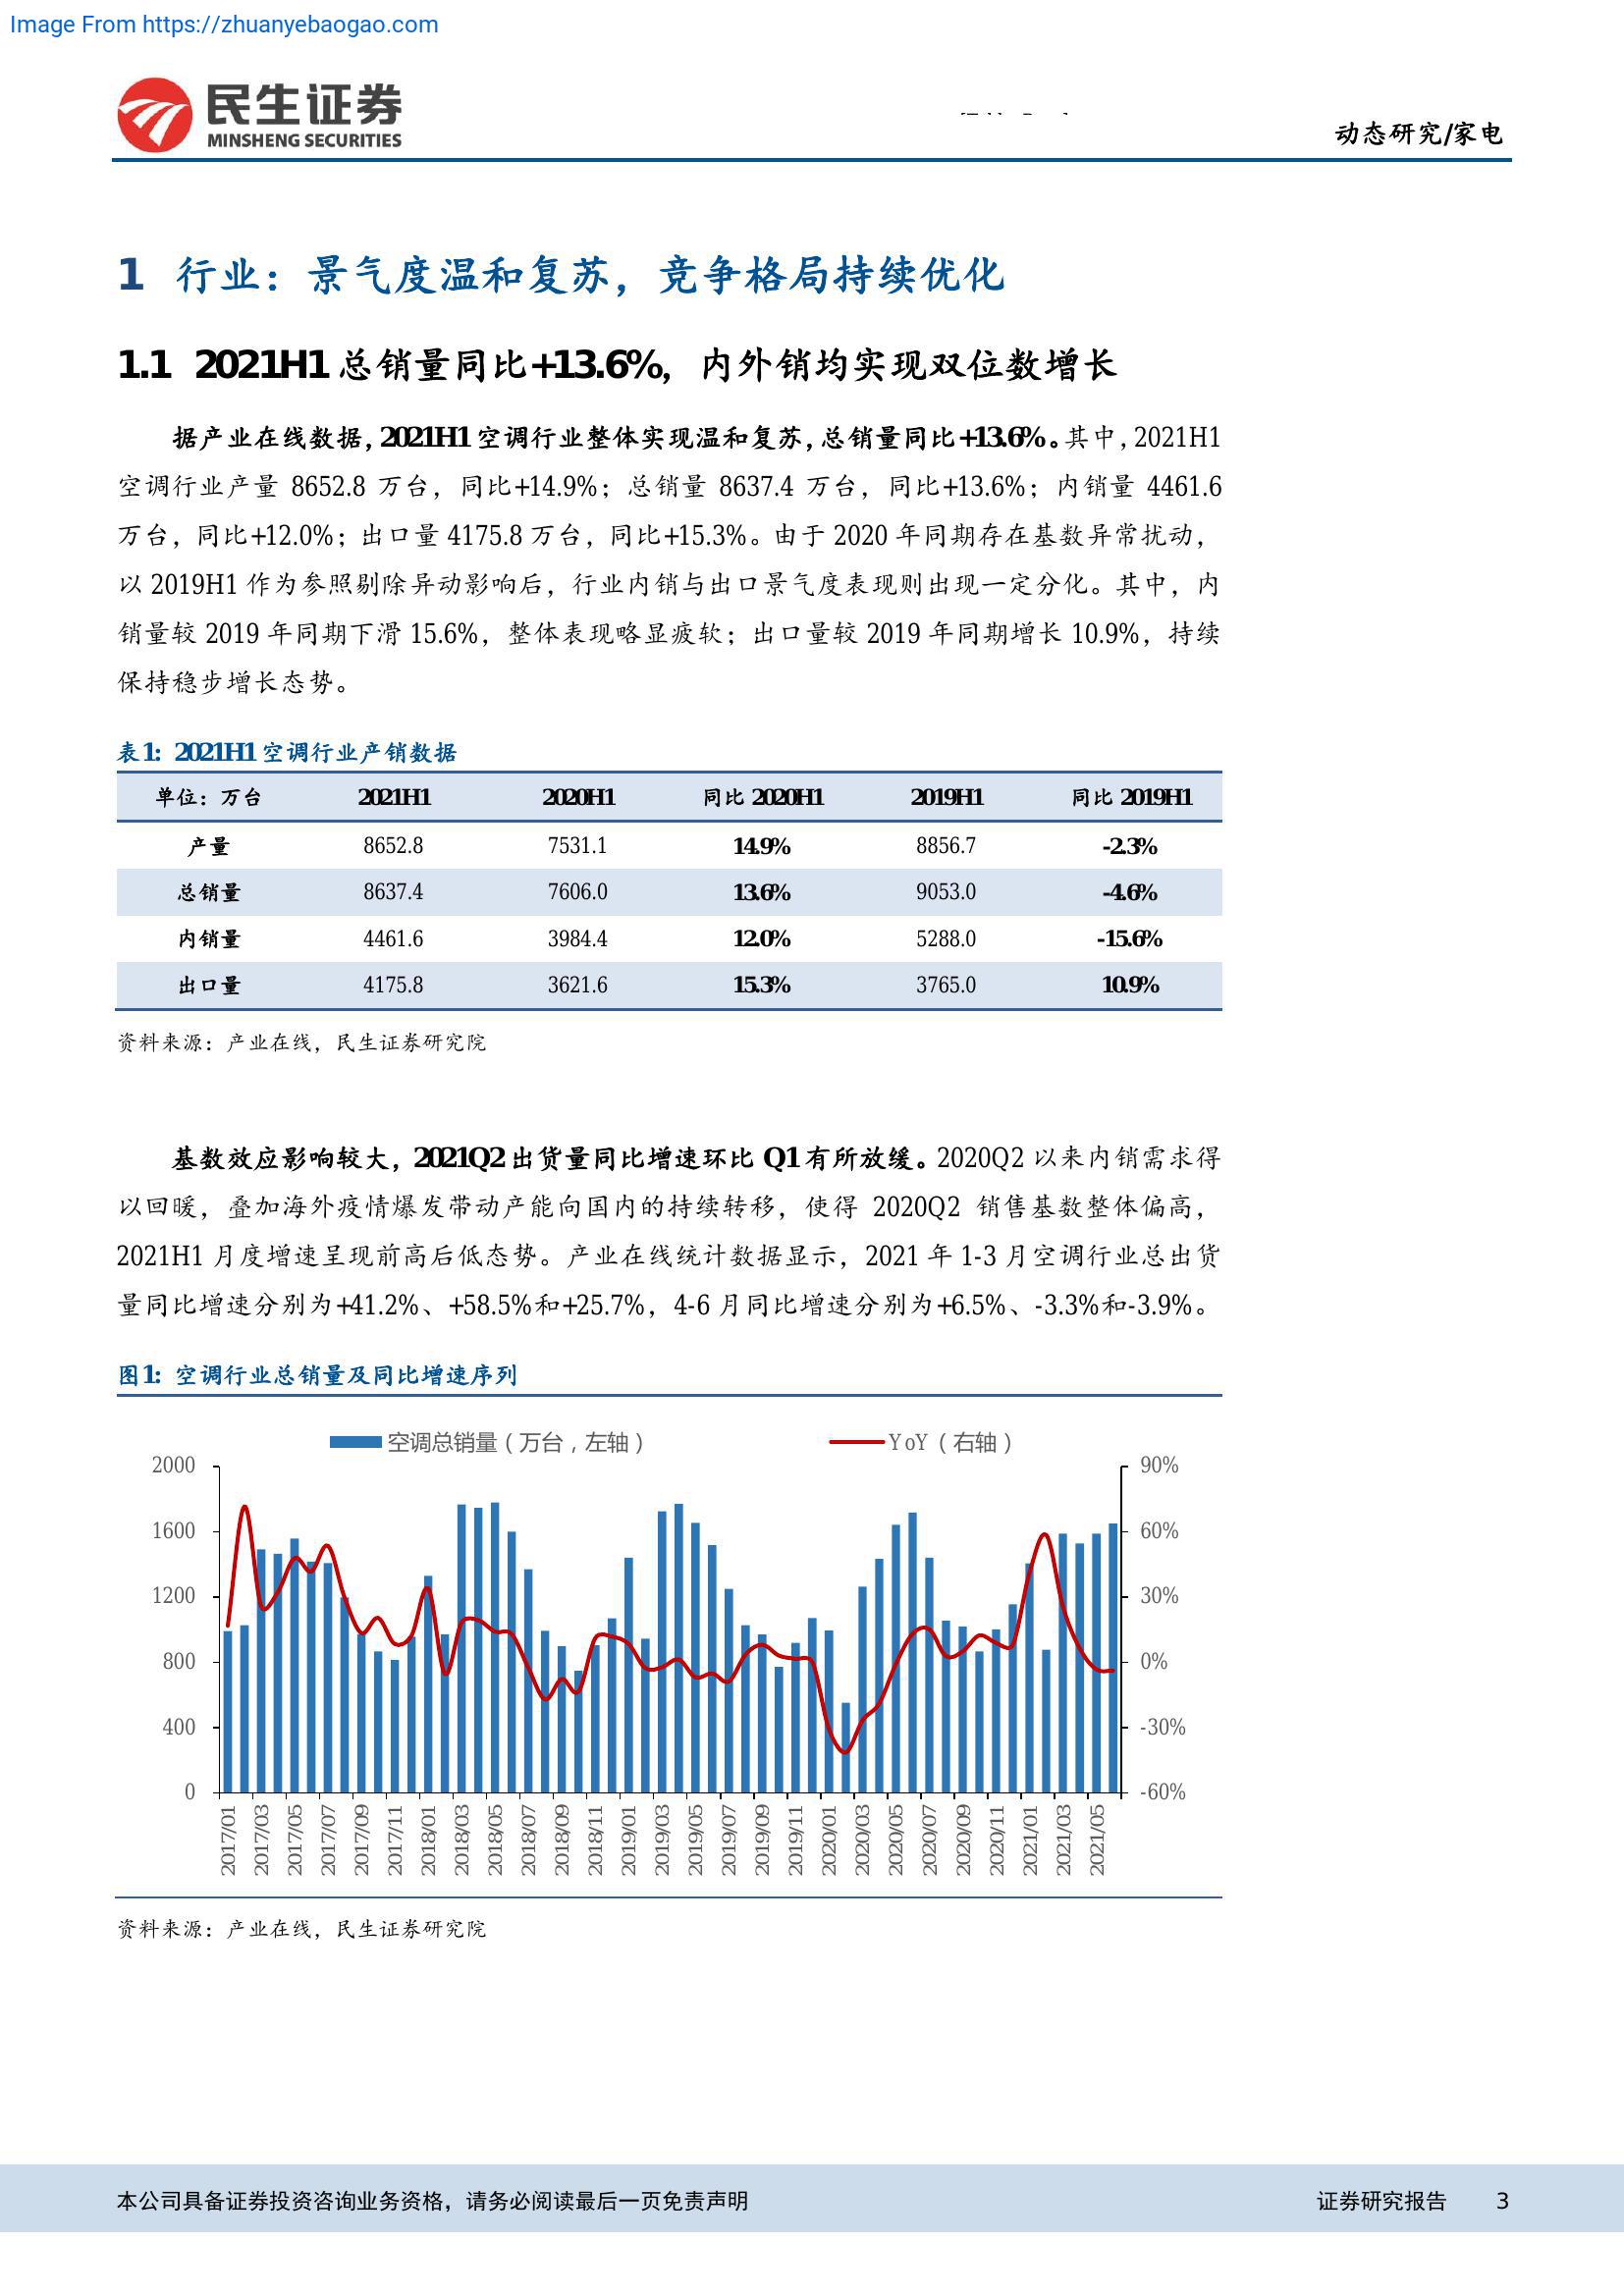 Image From https://zhuanyebaogao.com
民生证券
MINSHENG SECURITIES
动态研究/家电
1 行业：景气度温和复苏，竞争格局持续优化
1.1 2021H1 总销量同比+13.6%，内外销均实现双位数增长
据产业在线数据，2021H1 空调行业整体实现温和复苏，总销量同比+13.6%。其中，2021H1
空调行业产量 8652.8 万台，同比+14.9%；总销量 8637.4 万台，同比+13.6%；内销量 4461.6
万台，同比+12.0%；出口量 4175.8 万台，同比+15.3%。由于 2020 年同期存在基数异常扰动，
以 2019H1 作为参照剔除异动影响后，行业内销与出口景气度表现则出现一定分化。其中，内
销量较 2019 年同期下滑 15.6%，整体表现略显疲软；出口量较 2019 年同期增长 10.9%，持续
保持稳步增长态势。
表1：2021H1 空调行业产销数据
单位：万台 2021H1 2020H1 同比 2020H1 2019H1 同比 2019H1
产量 8652.8 7531.1 14.9% 8856.7 -2.3%
总销量 8637.4 7606.0 13.6% 9053.0 -4.6%
内销量 4461.6 3984.4 12.0% 5288.0 -15.6%
出口量 4175.8 3621.6 15.3% 3765.0 10.9%
资料来源：产业在线，民生证券研究院
基数效应影响较大，2021Q2 出货量同比增速环比 Q1 有所放缓。2020Q2 以来内销需求得
以回暖，叠加海外疫情爆发带动产能向国内的持续转移，使得 2020Q2 销售基数整体偏高，
2021H1 月度增速呈现前高后低态势。产业在线统计数据显示，2021 年 1-3 月空调行业总出货
量同比增速分别为+41.2%、+58.5%和+25.7%，4-6 月同比增速分别为+6.5%、-3.3%和-3.9%。
图1：空调行业总销量及同比增速序列
空调总销量（万台，左轴） YoY（右轴）
2000 90%
1600 60%
1200 30%
800 0%
400 -30%
0 -60%
2017/01 2017/03 2017/05 2017/07 2017/09 2017/11 2018/01 2018/03 2018/05 2018/07 2018/09 2018/11 2019/01 2019/03 2019/05 2019/07 2019/09 2019/11 2020/01 2020/03 2020/05 2020/07 2020/09 2020/11 2021/01 2021/03 2021/05
资料来源：产业在线，民生证券研究院
本公司具备证券投资咨询业务资格，请务必阅读最后一页免责声明 证券研究报告 3